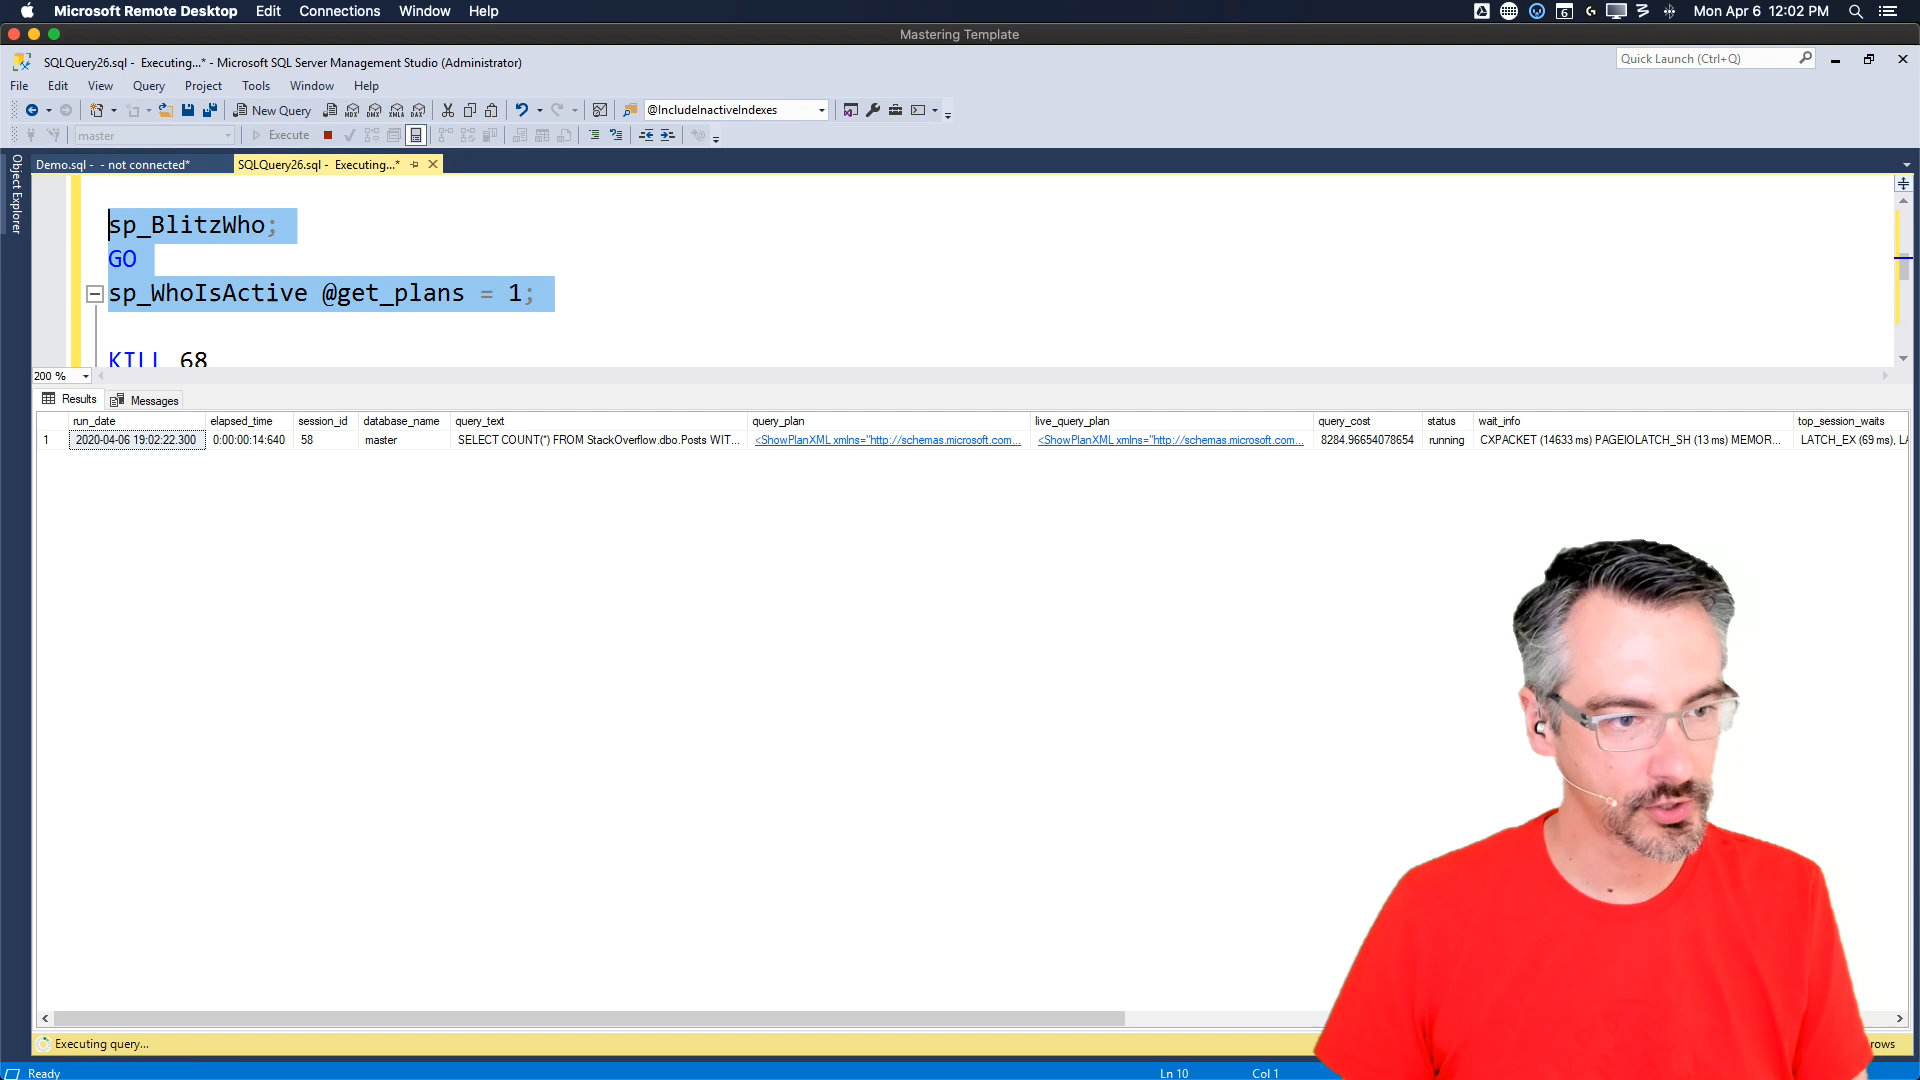 Microsoft Remote Desktop Edit Connections Window Help
6
Mon Apr 6 12:02 PM
Mastering Template
SQLQuery26.sql - Executing...* - Microsoft SQL Server Management Studio (Administrator)
Quick Launch (Ctrl+Q)
File Edit View Query Project Tools Window Help
New Query
MDX DMX XMLA DAX
@IncludeInactiveIndexes
master
Execute
Object Explorer
Demo.sql - - not connected*
SQLQuery26.sql - Executing...*
sp_BlitzWho;
GO
sp_WhoIsActive @get_plans = 1;
KILL 68
200 %
Results Messages
run_date elapsed_time session_id database_name query_text query_plan live_query_plan query_cost status wait_info top_session_waits
1 2020-04-06 19:02:22.300 0:00:00:14:640 58 master SELECT COUNT(*) FROM StackOverflow.dbo.Posts WIT... <ShowPlanXML xmlns="http://schemas.microsoft.com... <ShowPlanXML xmlns="http://schemas.microsoft.com... 8284.96654078654 running CXPACKET (14633 ms) PAGEIOLATCH_SH (13 ms) MEMOR... LATCH_EX (69 ms), LA
Executing query...
rows
Ready
Ln 10
Col 1